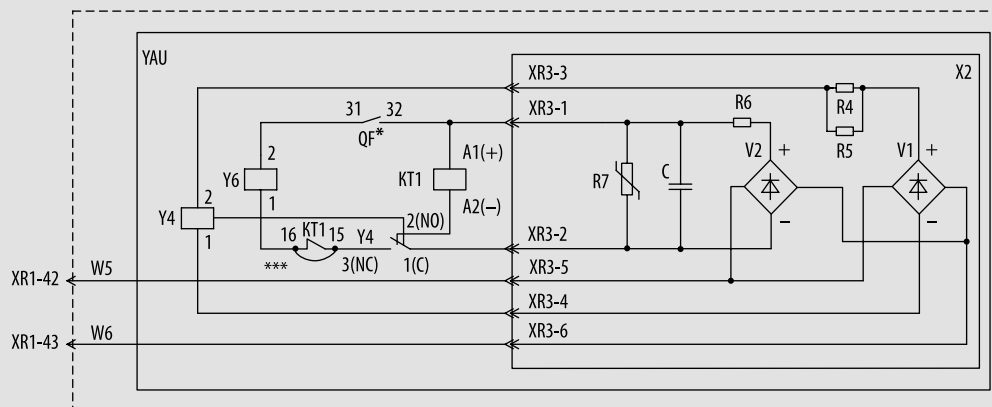 YAU
X2
XR3-3
XR3-1
R6
R4
R5
31 32
QF*
2
A1(+)
V2 +
V1 +
Y6
KT1
R7
C
1
A2(–)
2
Y4
1
2(NO)
–
–
16 KT1 15 Y4
XR3-2
***
3(NC)
1(C)
XR1-42
W5
XR3-5
XR3-4
XR1-43
W6
XR3-6